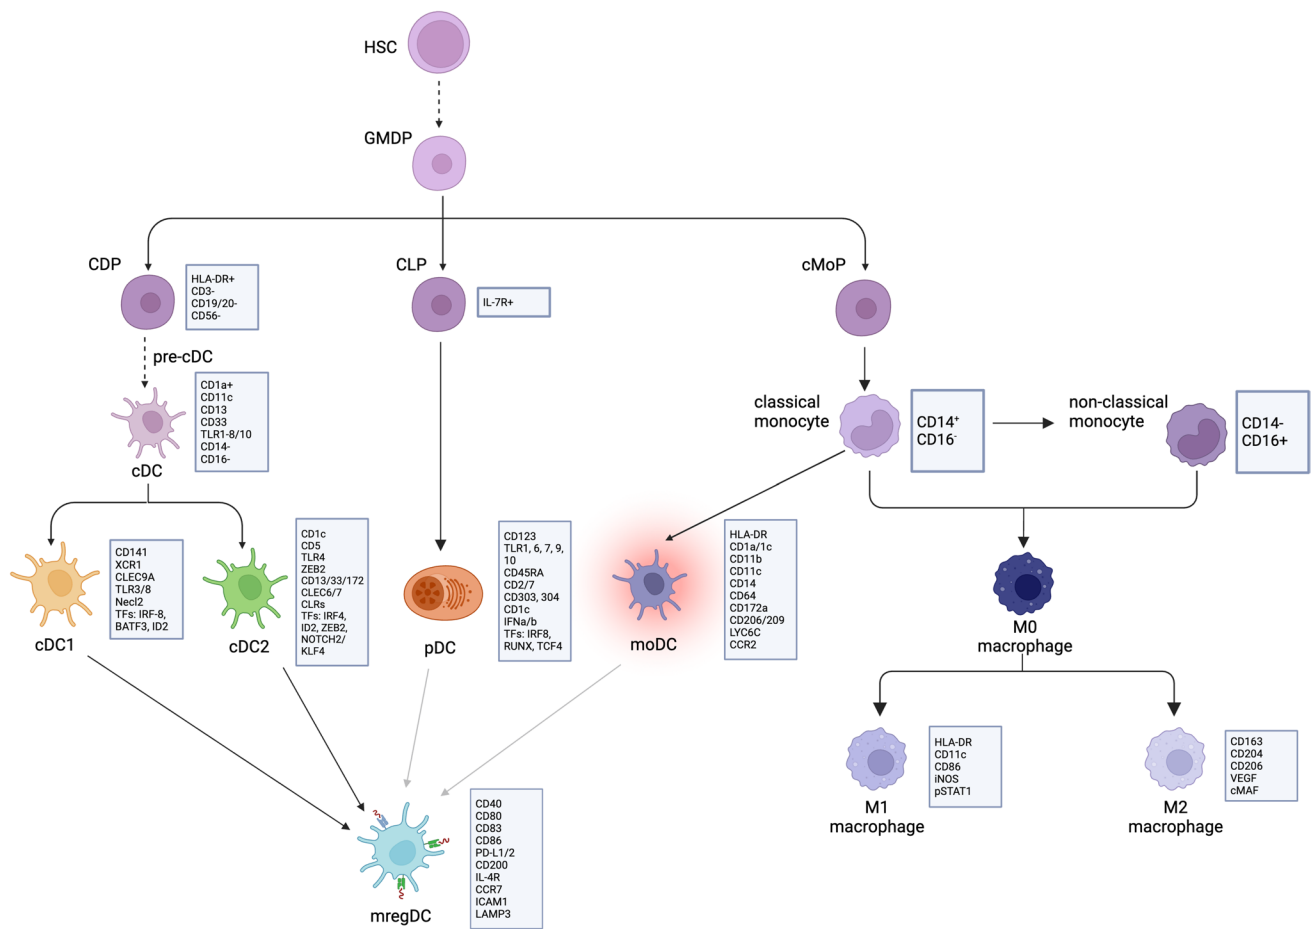 HSC
GMDP
CDP
HLA-DR+
CD3-
CD19/20-
CD56-
CLP
IL-7R+
cMoP
pre-cDC
CD1a+
CD11c
CD13
CD33
TLR1-8/10
CD14-
CD16-
cDC
classical
monocyte
CD14⁺
CD16⁻
non-classical
monocyte
CD14-
CD16+
CD141
XCR1
CLEC9A
TLR3/8
Necl2
TFs: IRF-8,
BATF3, ID2
cDC1
CD1c
CD5
TLR4
ZEB2
CD13/33/172
CLEC6/7
CLRs
TFs: IRF4,
ID2, ZEB2,
NOTCH2/
KLF4
cDC2
CD123
TLR1, 6, 7, 9,
10
CD45RA
CD2/7
CD303, 304
CD1c
IFNa/b
TFs: IRF8,
RUNX, TCF4
pDC
HLA-DR
CD1a/1c
CD11b
CD11c
CD14
CD64
CD172a
CD206/209
LYC6C
CCR2
moDC
M0
macrophage
HLA-DR
CD11c
CD86
iNOS
pSTAT1
M1
macrophage
CD163
CD204
CD206
VEGF
cMAF
M2
macrophage
CD40
CD80
CD83
CD86
PD-L1/2
CD200
IL-4R
CCR7
ICAM1
LAMP3
mregDC